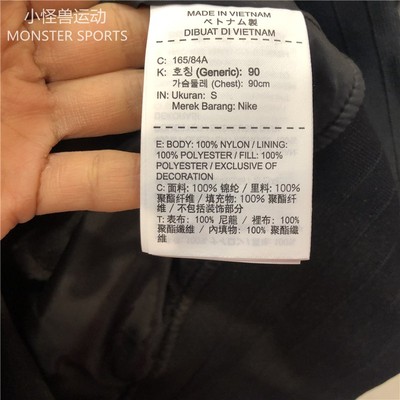 小怪兽运动
MONSTER SPORTS
MADE IN VIETNAM
ベトナム製
DIBUAT DI VIETNAM
C: 165/84A
K: 호칭 (Generic): 90
가슴둘레 (Chest): 90cm
IN: Ukuran: S
Merek Barang: Nike
E: BODY: 100% NYLON / LINING:
100% POLYESTER / FILL: 100%
POLYESTER / EXCLUSIVE OF
DECORATION
C: 面料: 100% 锦纶 / 里料: 100%
聚酯纤维 / 填充物: 100% 聚酯纤
维 / 不包括装饰部分
T: 表布: 100% 尼龍 / 裡布: 100%
聚酯纖維 / 內填物: 100% 聚酯纖
維